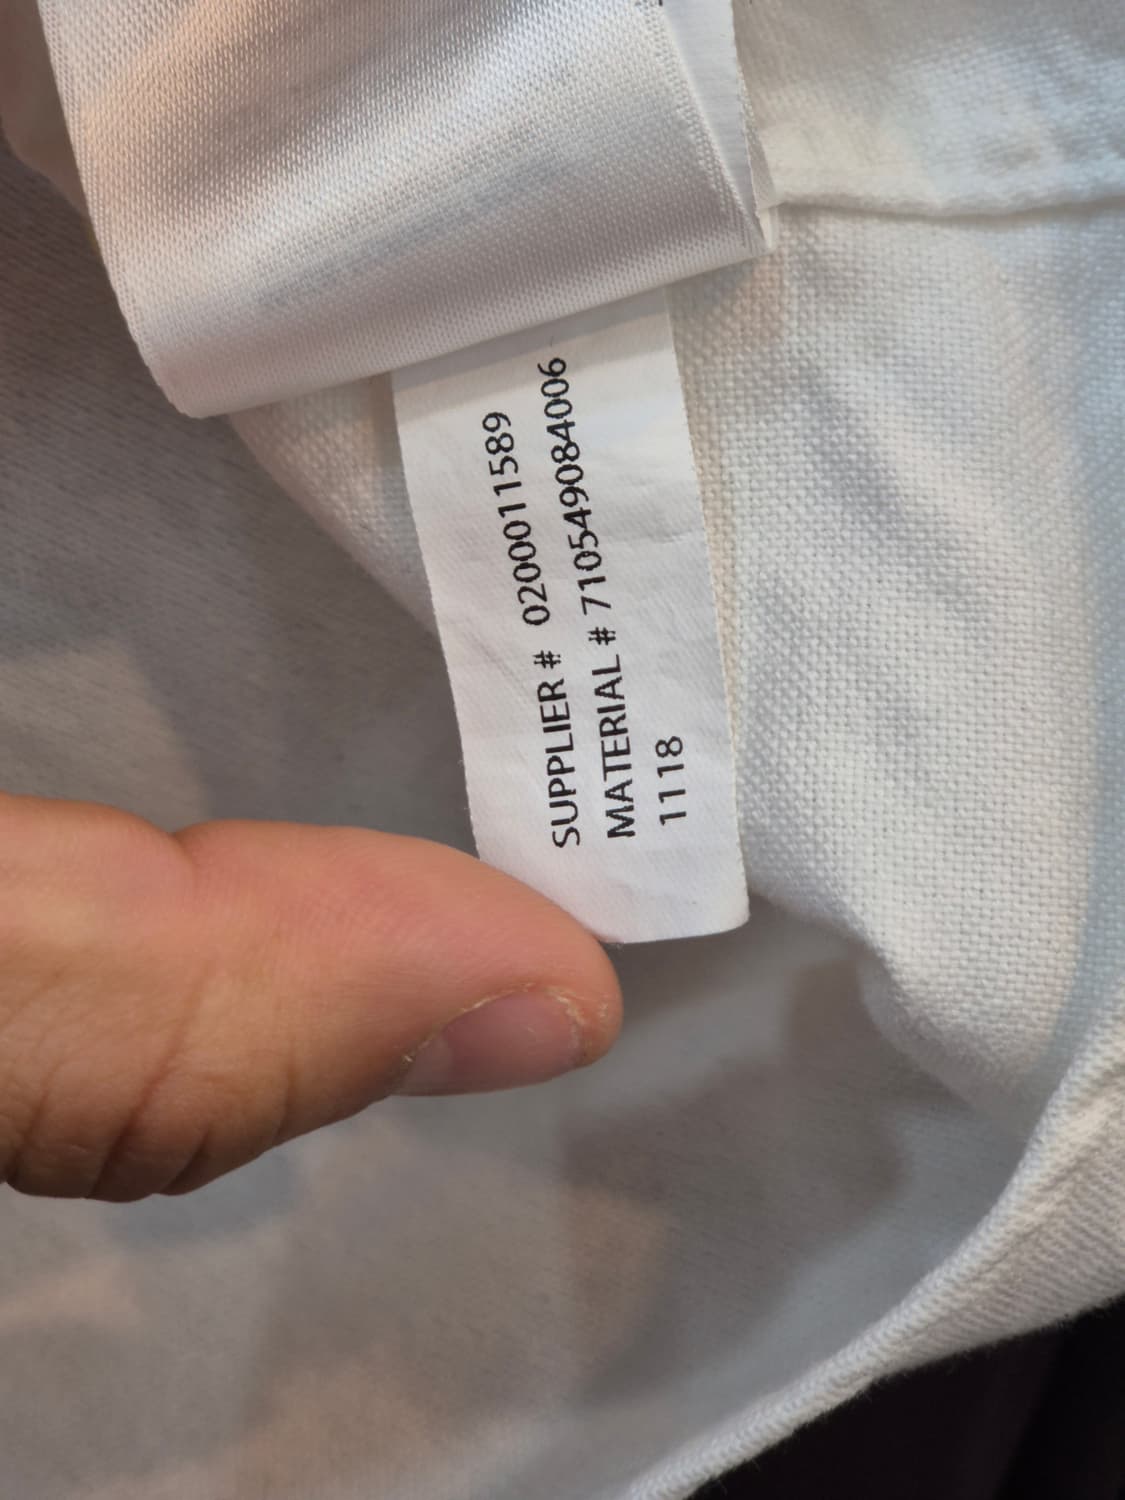 SUPPLIER # 0200011589
MATERIAL # 710549084006
1118